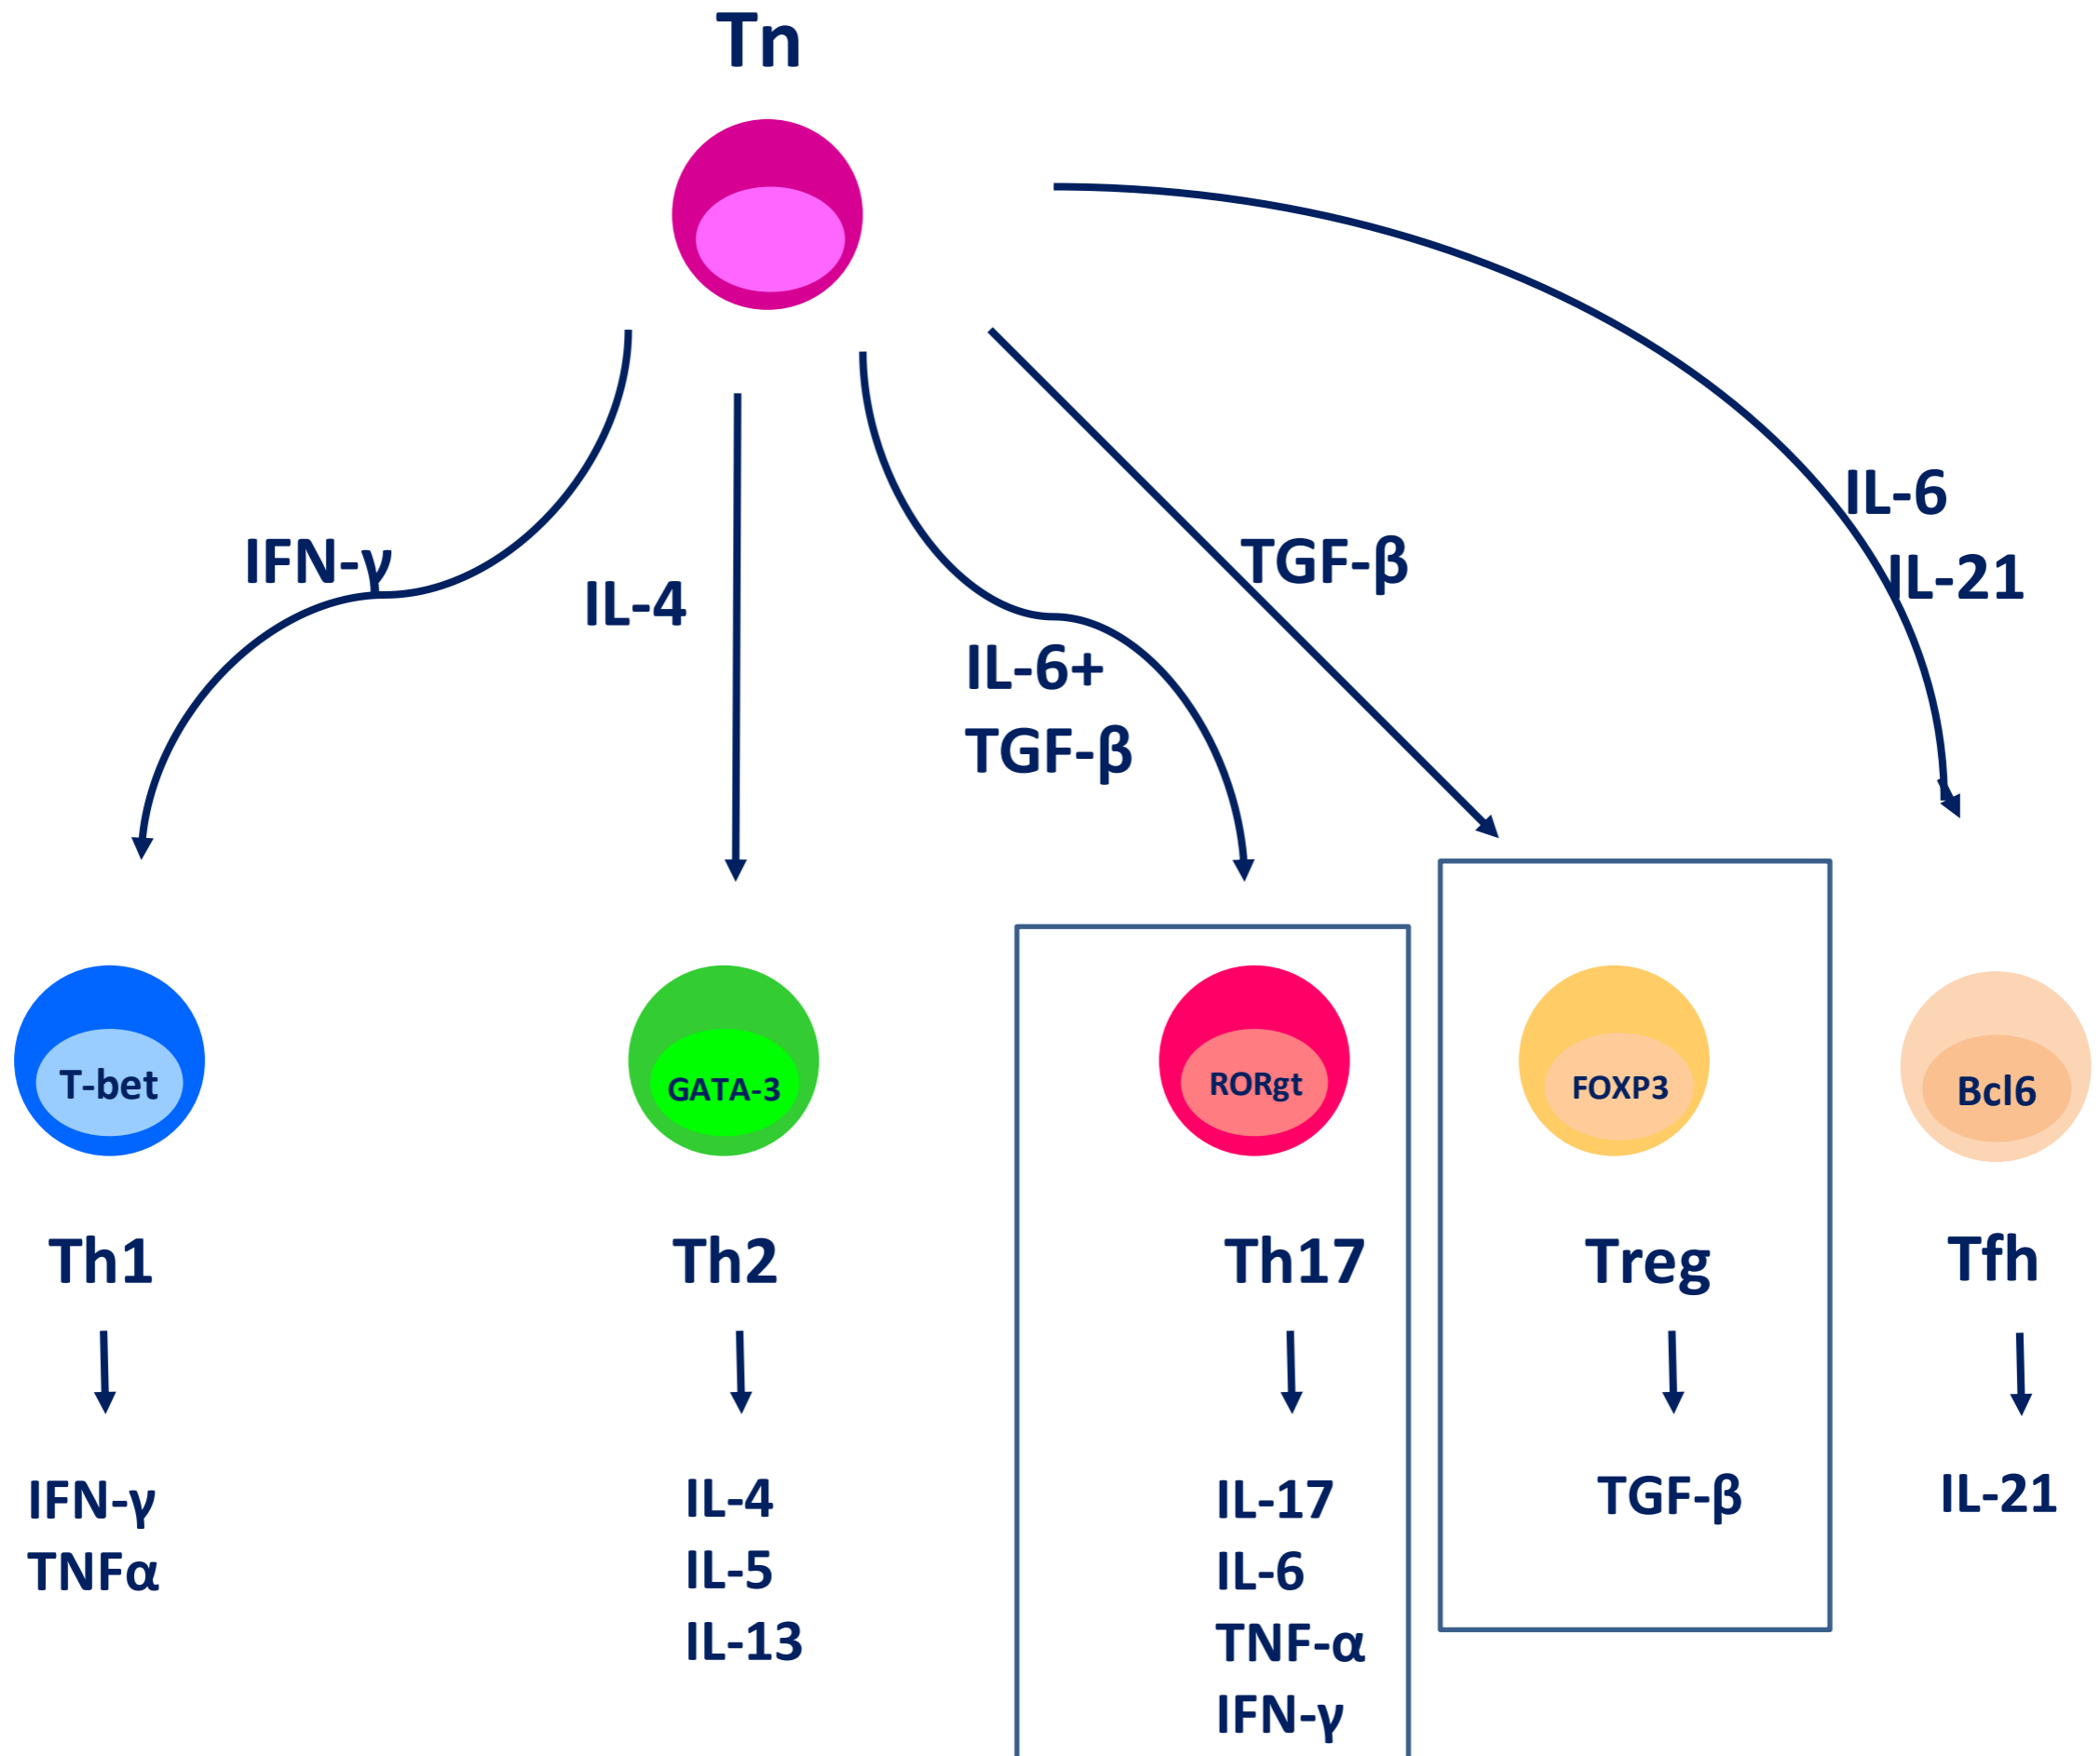 Tn
IFN-γ
IL-4
IL-6+
TGF-β
TGF-β
IL-6
IL-21
T-bet
GATA-3
RORgt
FOXP3
Bcl6
Th1
Th2
Th17
Treg
Tfh
IFN-γ
TNFα
IL-4
IL-5
IL-13
IL-17
IL-6
TNF-α
IFN-γ
TGF-β
IL-21